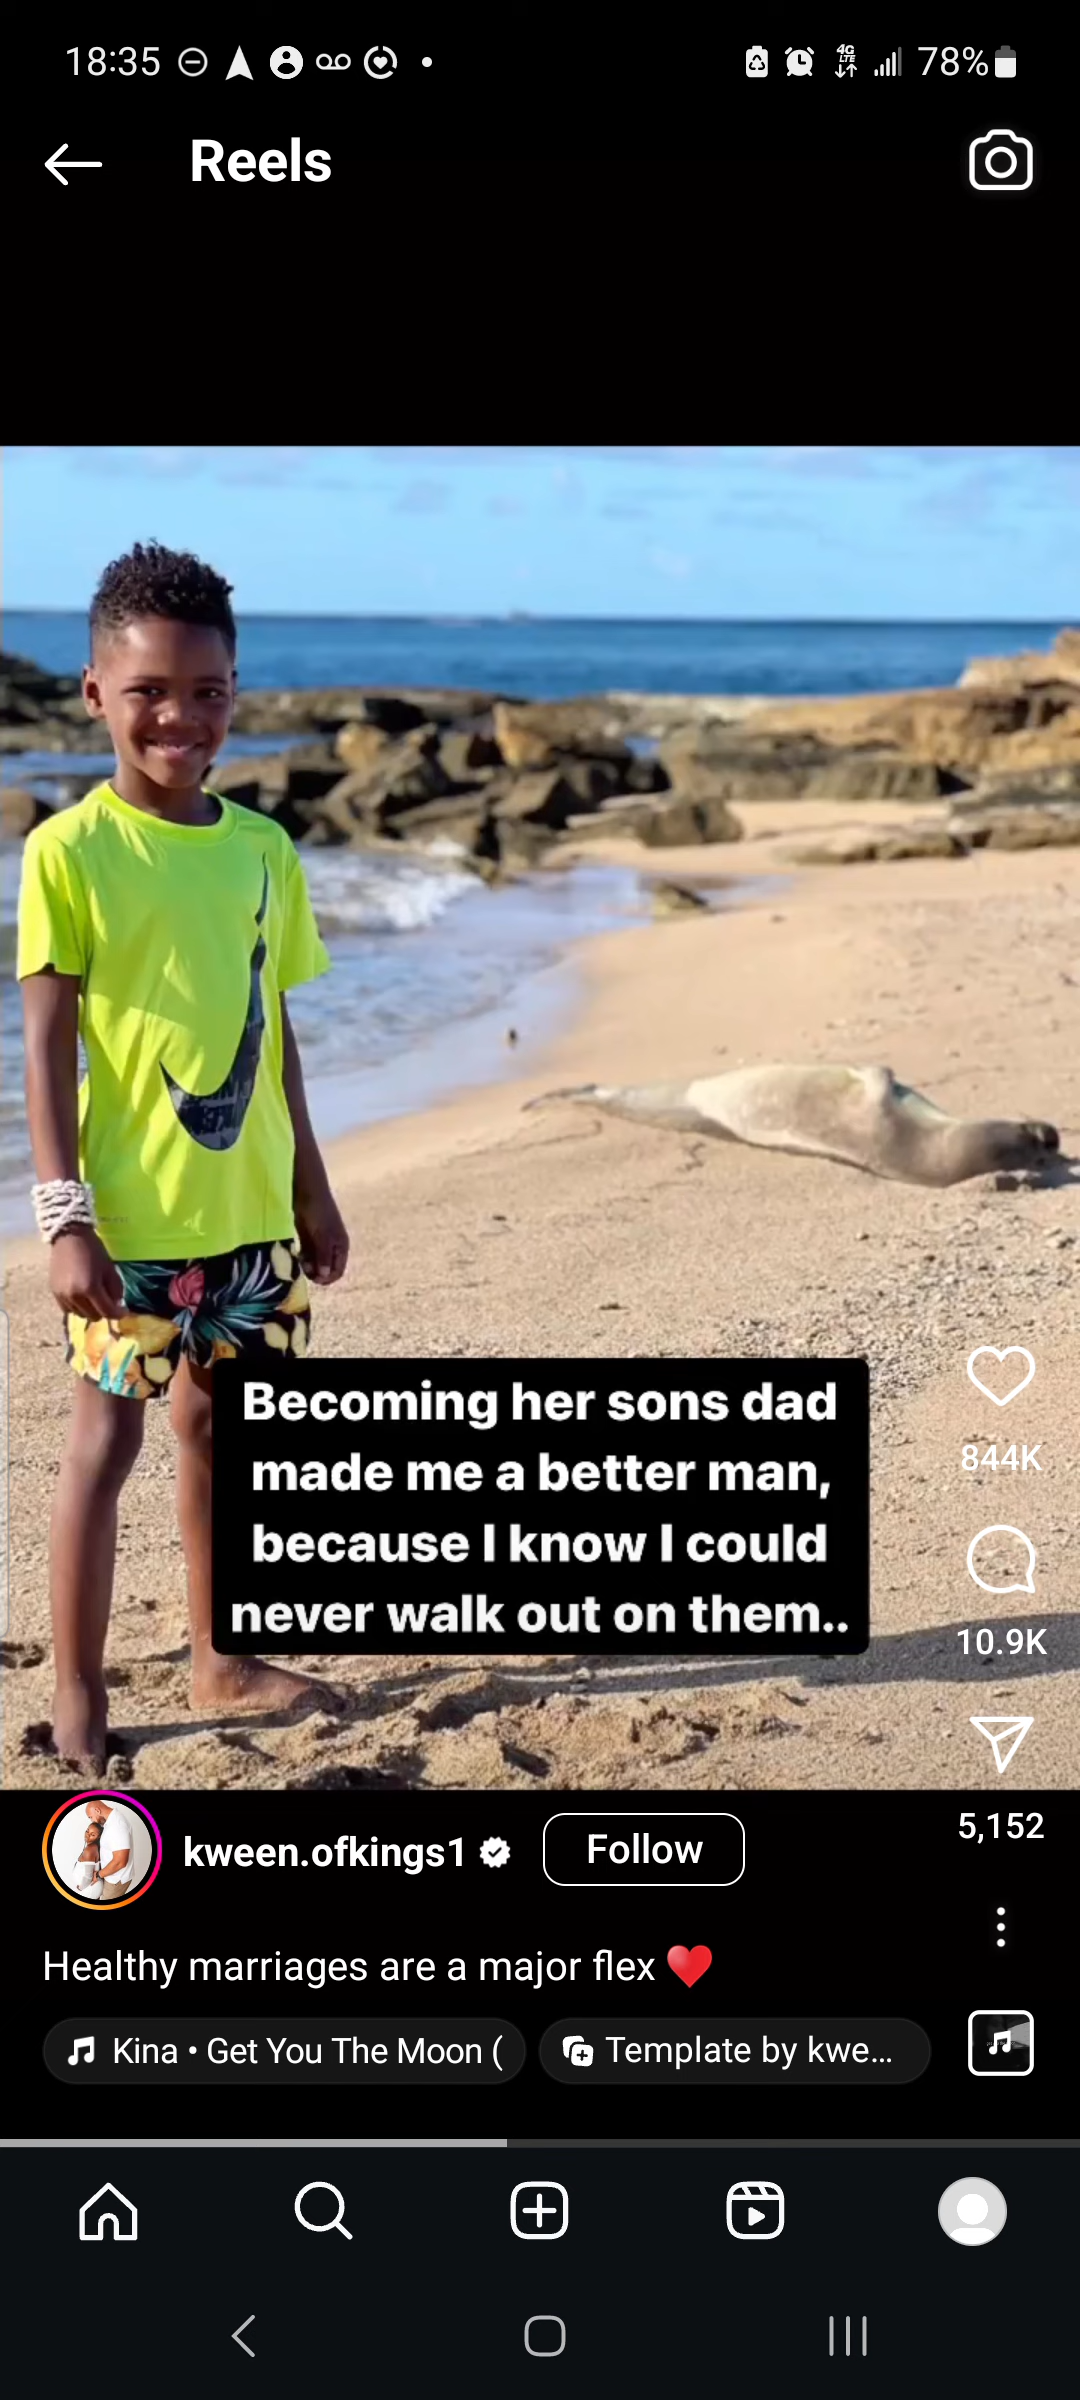 18:35
4G
LTE
78%
Reels
Becoming her sons dad
made me a better man,
because I know I could
never walk out on them..
844K
10.9K
5,152
kween.ofkings1
Follow
Healthy marriages are a major flex
Kina • Get You The Moon (
Template by kwe...